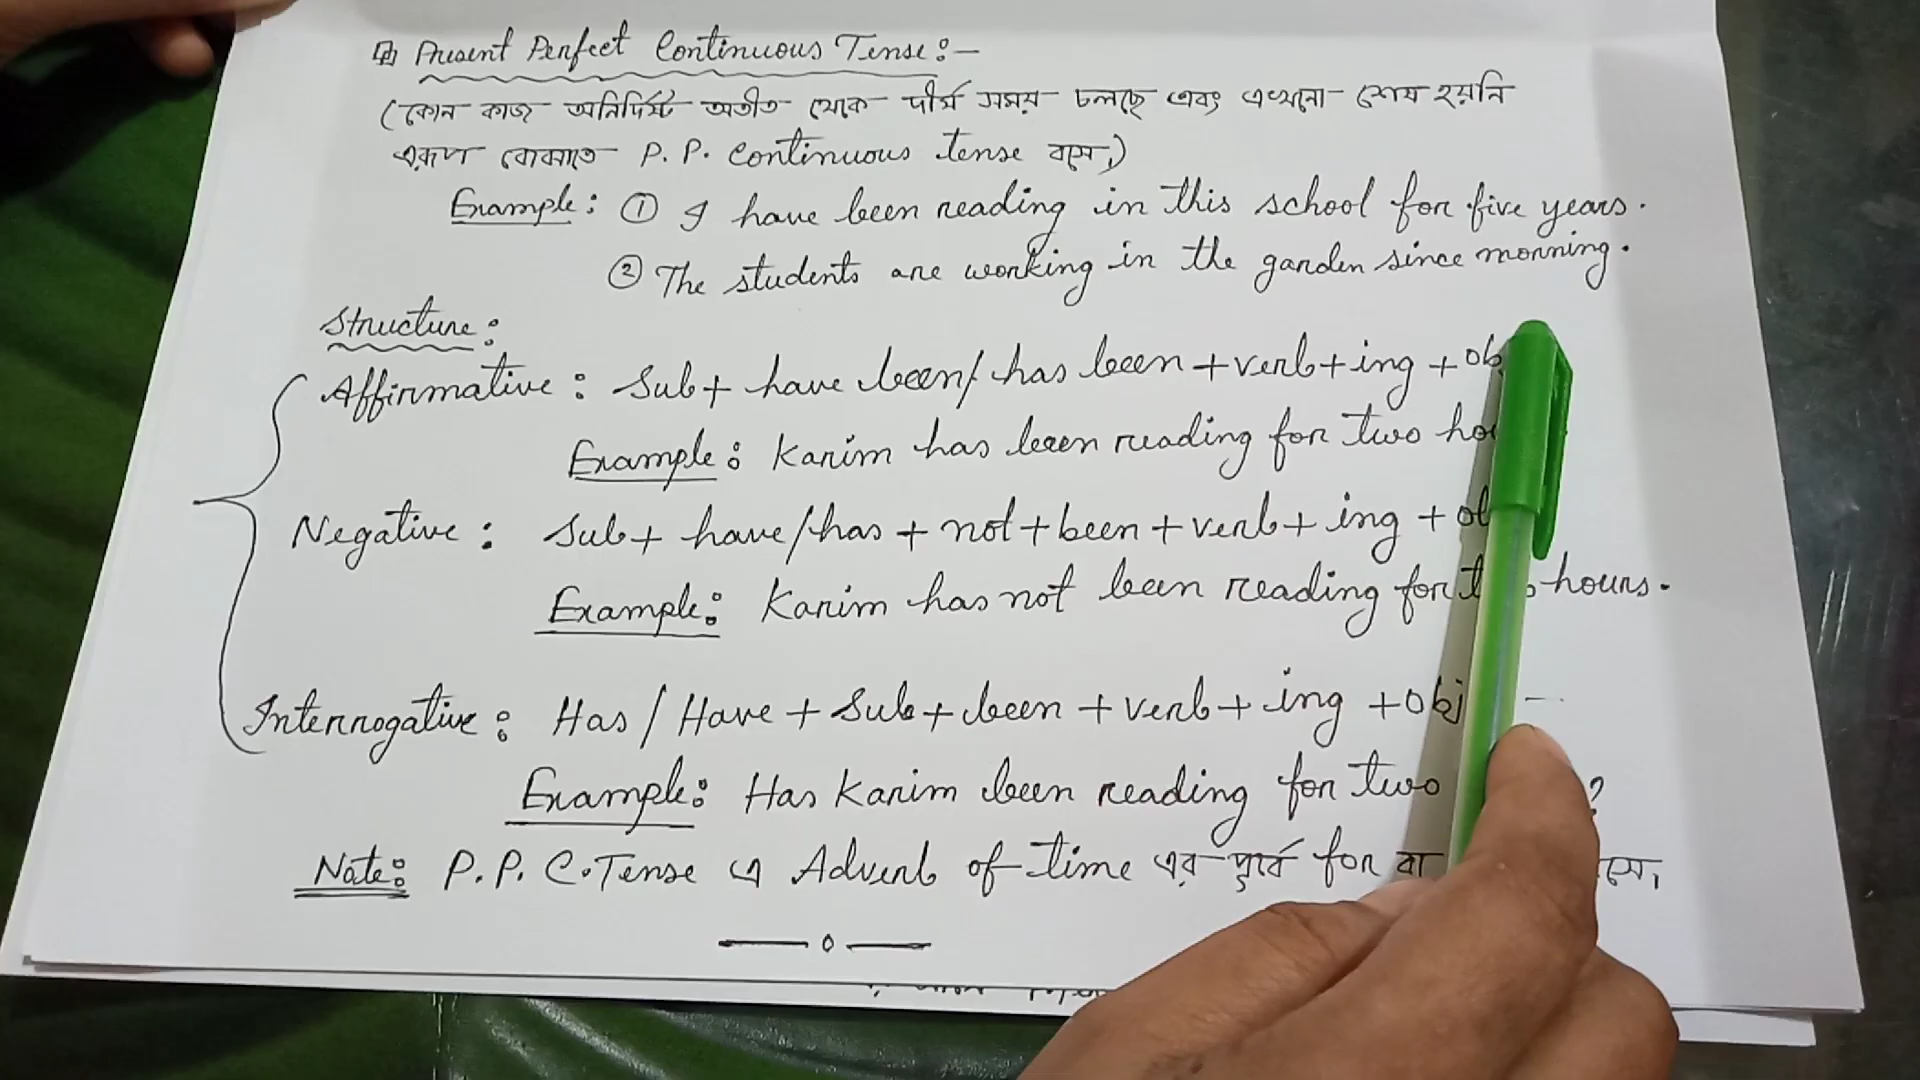 Present Perfect Continuous Tense:-
(কোন কাজ অনির্দিষ্ট অতীত থেকে দীর্ঘ সময় চলছে এবং এখনো শেষ হয়নি
এরূপ বোঝাতে P.P. Continuous tense বসে।)
Example: ① I have been reading in this school for five years.
② The students are working in the garden since morning.
Structure:
Affirmative: Sub + have been/has been + verb + ing + ob
Example: Karim has been reading for two
Negative: Sub + have/has + not + been + verb + ing +
Example: Karim has not been reading for hours.
Interrogative: Has/Have + Sub + been + verb + ing + obj
Example: Has Karim been reading for two ?
Note: P.P.C.Tense এ Adverb of time এর পূর্বে for বা